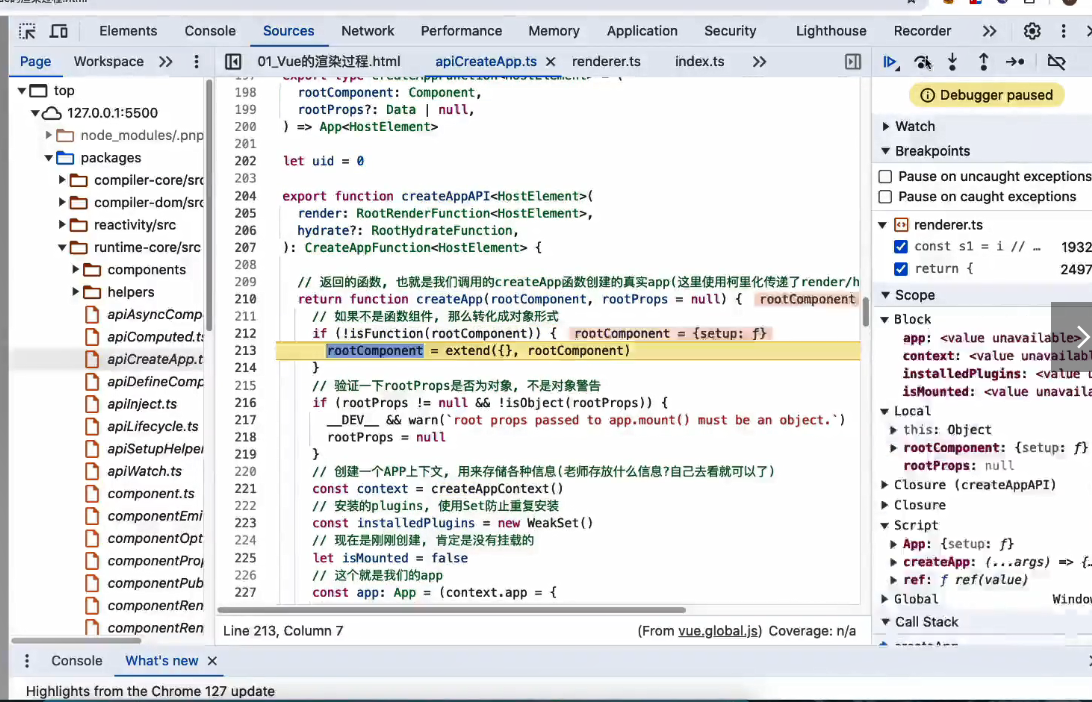 Elements Console Sources Network Performance Memory Application Security Lighthouse Recorder
Page Workspace 01_Vue的渲染过程.html apiCreateApp.ts renderer.ts index.ts
Debugger paused
top
127.0.0.1:5500
node_modules/.pnp
packages
compiler-core/src
compiler-dom/src
reactivity/src
runtime-core/src
components
helpers
apiAsyncComp
apiComputed.ts
apiCreateApp.t
apiDefineComp
apiInject.ts
apiLifecycle.ts
apiSetupHelper
apiWatch.ts
component.ts
componentEmi
componentOpt
componentProp
componentPub
componentRen
componentRen
197 export type CreateAppFunction<HostElement> = (
198 rootComponent: Component,
199 rootProps?: Data | null,
200 ) => App<HostElement>
201
202 let uid = 0
203
204 export function createAppAPI<HostElement>(
205 render: RootRenderFunction<HostElement>,
206 hydrate?: RootHydrateFunction,
207 ): CreateAppFunction<HostElement> {
208
209 // 返回的函数, 也就是我们调用的createApp函数创建的真实app(这里使用柯里化传递了render/h
210 return function createApp(rootComponent, rootProps = null) { rootComponent
211 // 如果不是函数组件, 那么转化成对象形式
212 if (!isFunction(rootComponent)) { rootComponent = {setup: ƒ}
213 rootComponent = extend({}, rootComponent)
214 }
215 // 验证一下rootProps是否为对象, 不是对象警告
216 if (rootProps != null && !isObject(rootProps)) {
217 __DEV__ && warn(`root props passed to app.mount() must be an object.`)
218 rootProps = null
219 }
220 // 创建一个APP上下文, 用来存储各种信息(老师存放什么信息?自己去看就可以了)
221 const context = createAppContext()
222 // 安装的plugins, 使用Set防止重复安装
223 const installedPlugins = new WeakSet()
224 // 现在是刚刚创建, 肯定是没有挂载的
225 let isMounted = false
226 // 这个就是我们的app
227 const app: App = (context.app = {
Line 213, Column 7 (From vue.global.js) Coverage: n/a
Watch
Breakpoints
Pause on uncaught exceptions
Pause on caught exceptions
renderer.ts
const s1 = i // … 1932
return { 2497
Scope
Block
app: <value unavailable>
context: <value unavailable>
installedPlugins: <value u
isMounted: <value unavaila
Local
this: Object
rootComponent: {setup: ƒ}
rootProps: null
Closure (createAppAPI)
Closure
Script
App: {setup: ƒ}
createApp: (...args) => {…
ref: ƒ ref(value)
Global Window
Call Stack
Console What's new
Highlights from the Chrome 127 update